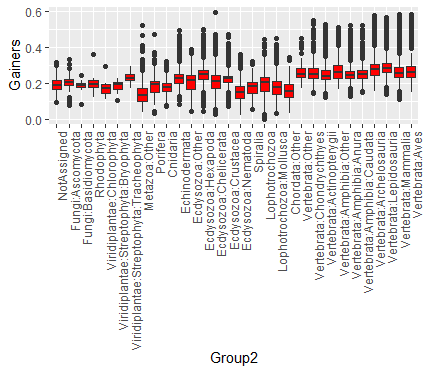 Gainers
0.6
0.4
0.2
0.0
NotAssigned
Fungi:Ascomycota
Fungi:Basidiomycota
Rhodophyta
Viridiplantae:Chlorophyta
Viridiplantae:Streptophyta:Bryophyta
Viridiplantae:Streptophyta:Tracheophyta
Metazoa:Other
Porifera
Cnidaria
Echinodermata
Ecdysozoa:Other
Ecdysozoa:Hexapoda
Ecdysozoa:Chelicerata
Ecdysozoa:Crustacea
Ecdysozoa:Nematoda
Spiralia
Lophotrochozoa
Lophotrochozoa:Mollusca
Chordata:Other
Vertebrata:Other
Vertebrata:Chondrychthyes
Vertebrata:Actinopterygii
Vertebrata:Amphibia:Other
Vertebrata:Amphibia:Anura
Vertebrata:Amphibia:Caudata
Vertebrata:Archelosauria
Vertebrata:Lepidosauria
Vertebrata:Mammalia
Vertebrata:Aves
Group2